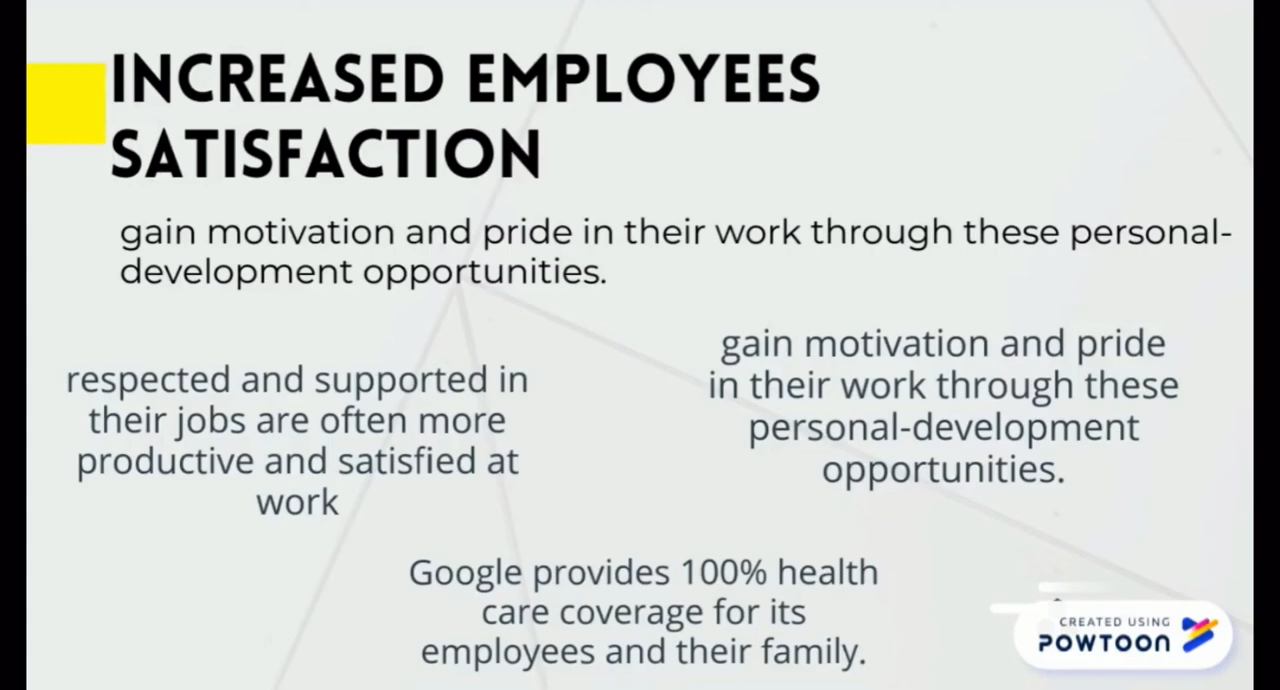 INCREASED EMPLOYEES
SATISFACTION
gain motivation and pride in their work through these personal-
development opportunities.
respected and supported in
their jobs are often more
productive and satisfied at
work
gain motivation and pride
in their work through these
personal-development
opportunities.
Google provides 100% health
care coverage for its
employees and their family.
CREATED USING
POWTOON